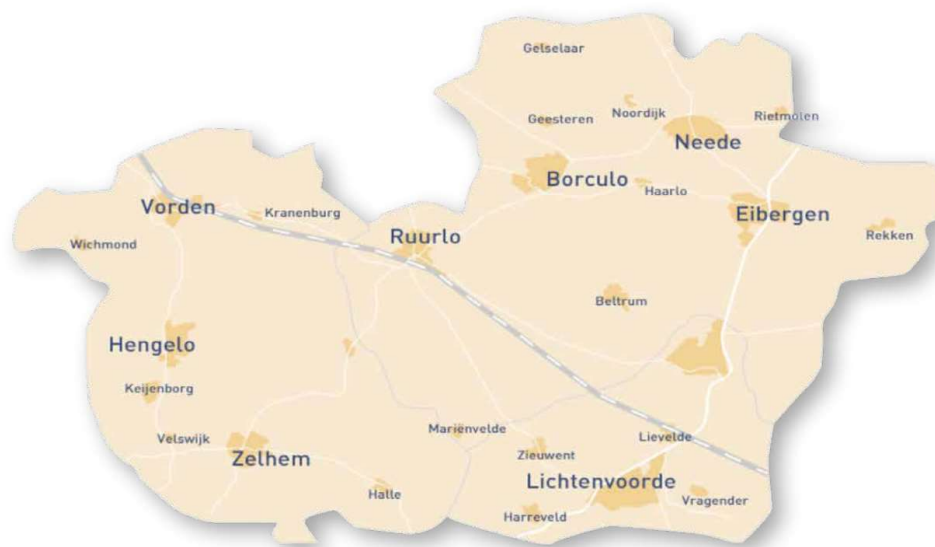 Gelselaar
Noordijk
Geesteren
Rietmolen
Neede
Borculo
Haarlo
Vorden
Kranenburg
Eibergen
Ruurlo
Rekken
Wichmond
Beltrum
Hengelo
Keijenborg
Mariënvelde
Velswijk
Lievelde
Zieuwent
Zelhem
Lichtenvoorde
Halle
Vragender
Harreveld